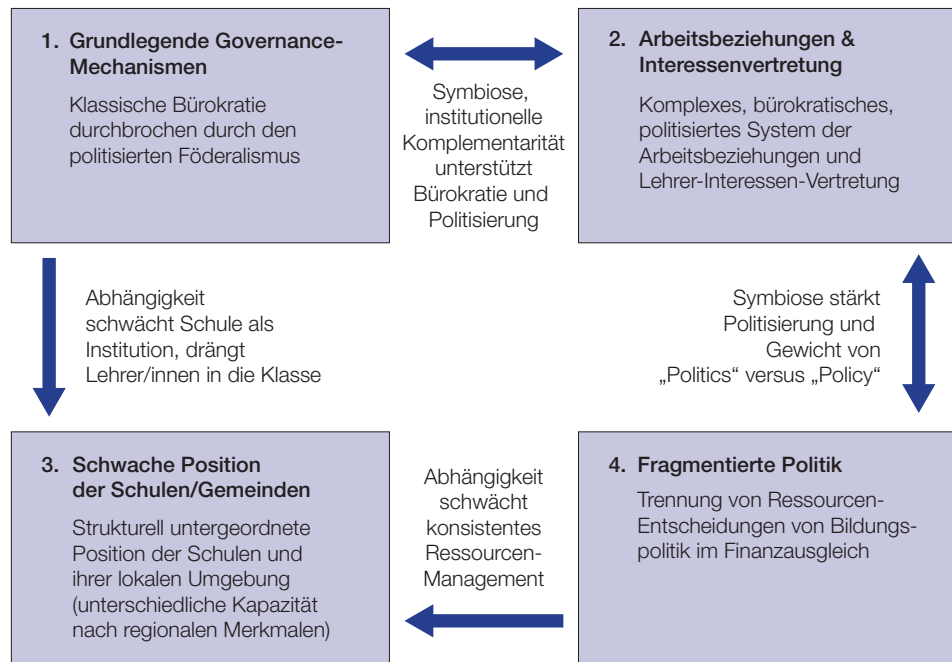 1. Grundlegende Governance-
Mechanismen
Klassische Bürokratie
durchbrochen durch den
politisierten Föderalismus
Symbiose,
institutionelle
Komplementarität
unterstützt
Bürokratie und
Politisierung
2. Arbeitsbeziehungen &
Interessenvertretung
Komplexes, bürokratisches,
politisiertes System der
Arbeitsbeziehungen und
Lehrer-Interessen-Vertretung
Abhängigkeit
schwächt Schule als
Institution, drängt
Lehrer/innen in die Klasse
Symbiose stärkt
Politisierung und
Gewicht von
„Politics“ versus „Policy“
3. Schwache Position
der Schulen/Gemeinden
Strukturell untergeordnete
Position der Schulen und
ihrer lokalen Umgebung
(unterschiedliche Kapazität
nach regionalen Merkmalen)
Abhängigkeit
schwächt
konsistentes
Ressourcen-
Management
4. Fragmentierte Politik
Trennung von Ressourcen-
Entscheidungen von Bildungs-
politik im Finanzausgleich